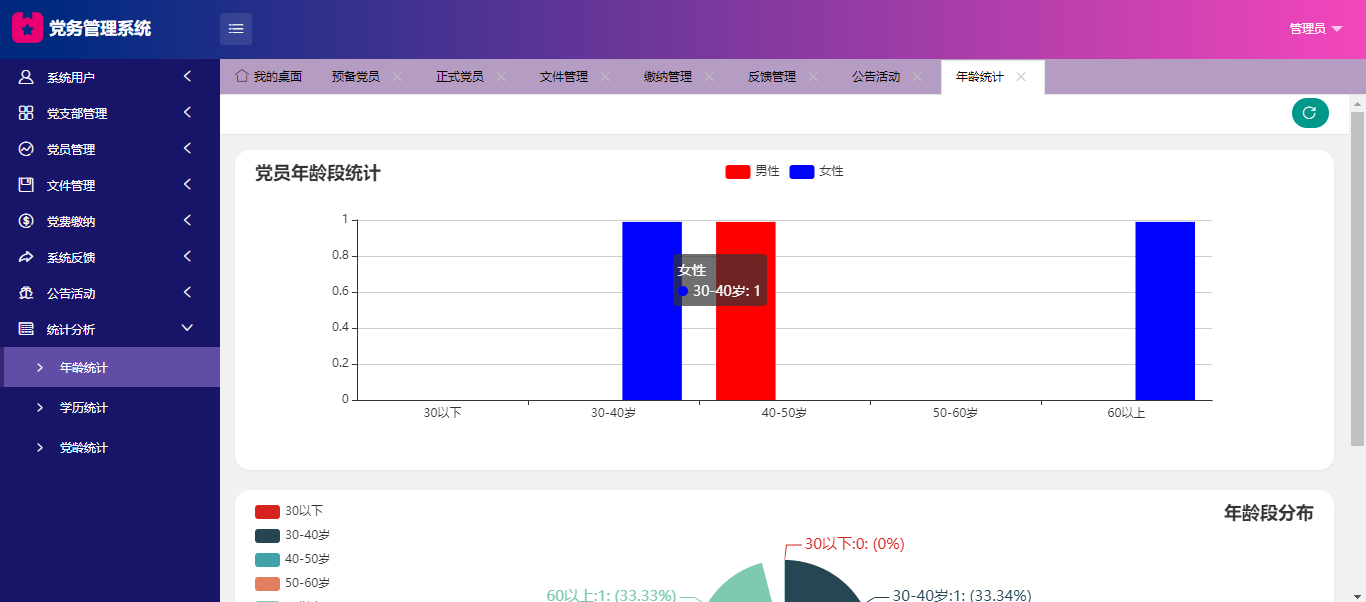 党务管理系统
管理员
系统用户
党支部管理
党员管理
文件管理
党费缴纳
系统反馈
公告活动
统计分析
年龄统计
学历统计
党龄统计
我的桌面 预备党员 正式党员 文件管理 缴纳管理 反馈管理 公告活动 年龄统计
党员年龄段统计
男性 女性
1
0.8
0.6
0.4
0.2
0
女性
30-40岁: 1
30以下 30-40岁 40-50岁 50-60岁 60以上
年龄段分布
30以下
30-40岁
40-50岁
50-60岁
30以下:0: (0%)
60以上:1: (33.33%)
30-40岁:1: (33.34%)